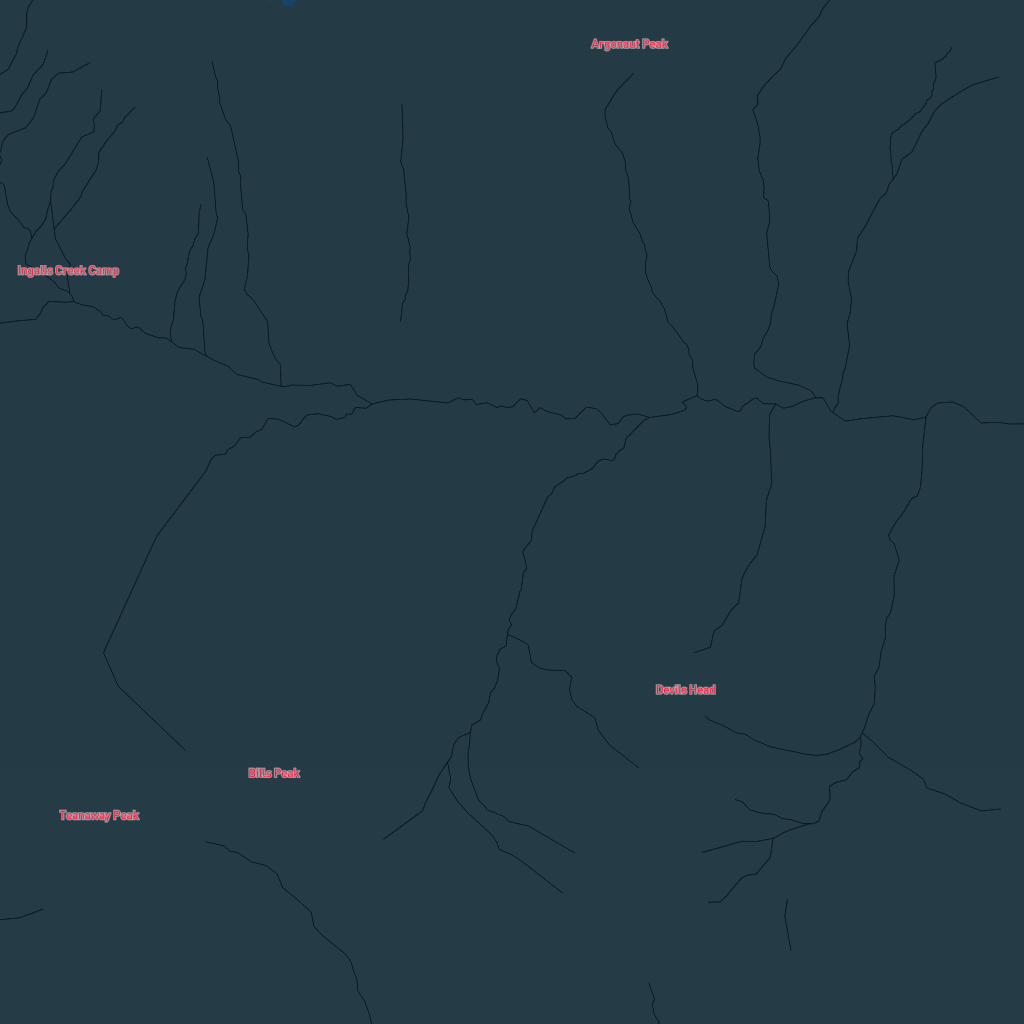 Argonaut Peak
Ingalls Creek Camp
Devils Head
Bills Peak
Teanaway Peak